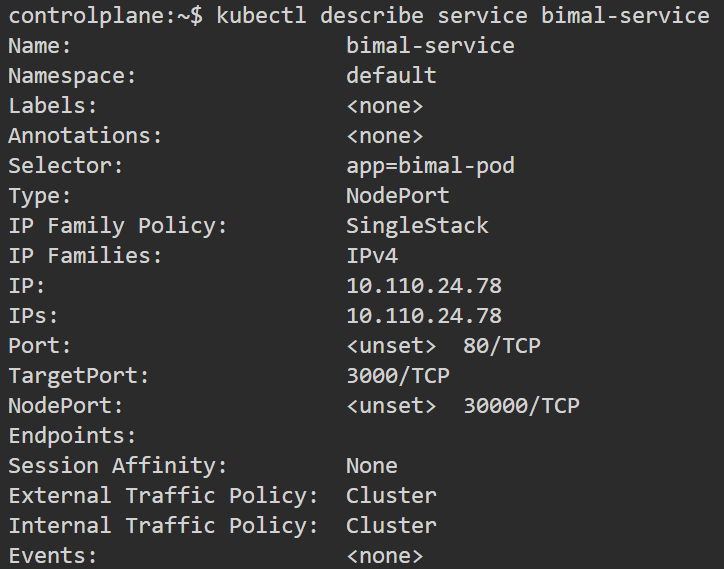 controlplane:~$ kubectl describe service bimal-service
Name:                     bimal-service
Namespace:                default
Labels:                   <none>
Annotations:              <none>
Selector:                 app=bimal-pod
Type:                     NodePort
IP Family Policy:         SingleStack
IP Families:              IPv4
IP:                       10.110.24.78
IPs:                      10.110.24.78
Port:                     <unset>  80/TCP
TargetPort:               3000/TCP
NodePort:                 <unset>  30000/TCP
Endpoints:
Session Affinity:         None
External Traffic Policy:  Cluster
Internal Traffic Policy:  Cluster
Events:                   <none>